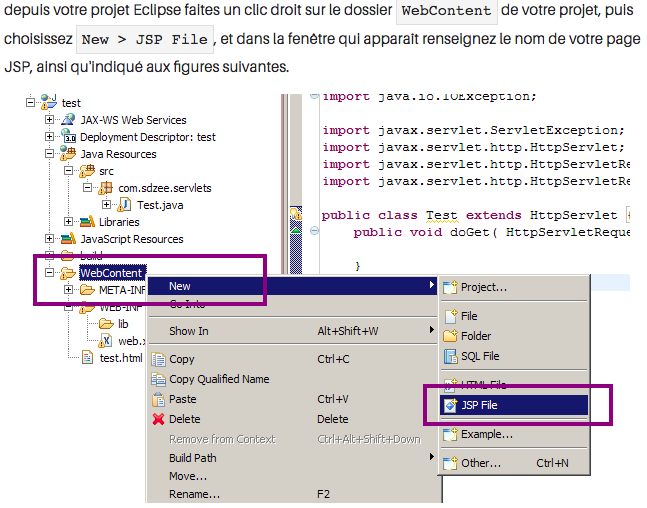 depuis votre projet Eclipse faites un clic droit sur le dossier WebContent de votre projet, puis
choisissez New > JSP File, et dans la fenêtre qui apparait renseignez le nom de votre page
JSP, ainsi qu'indiqué aux figures suivantes.
test
JAX-WS Web Services
Deployment Descriptor: test
Java Resources
src
com.sdzee.servlets
Test.java
Libraries
JavaScript Resources
build
WebContent
META-INF
WEB-INF
lib
web.x
test.html
import java.io.IOException;
import javax.servlet.ServletException;
import javax.servlet.http.HttpServlet;
import javax.servlet.http.HttpServletRe
import javax.servlet.http.HttpServletRe
public class Test extends HttpServlet {
public void doGet( HttpServletReque
}
New
Go Into
Show In Alt+Shift+W
Copy Ctrl+C
Copy Qualified Name
Paste Ctrl+V
Delete Delete
Remove from Context Ctrl+Alt+Shift+Down
Build Path
Move...
Rename... F2
Project...
File
Folder
SQL File
HTML File
JSP File
Example...
Other... Ctrl+N